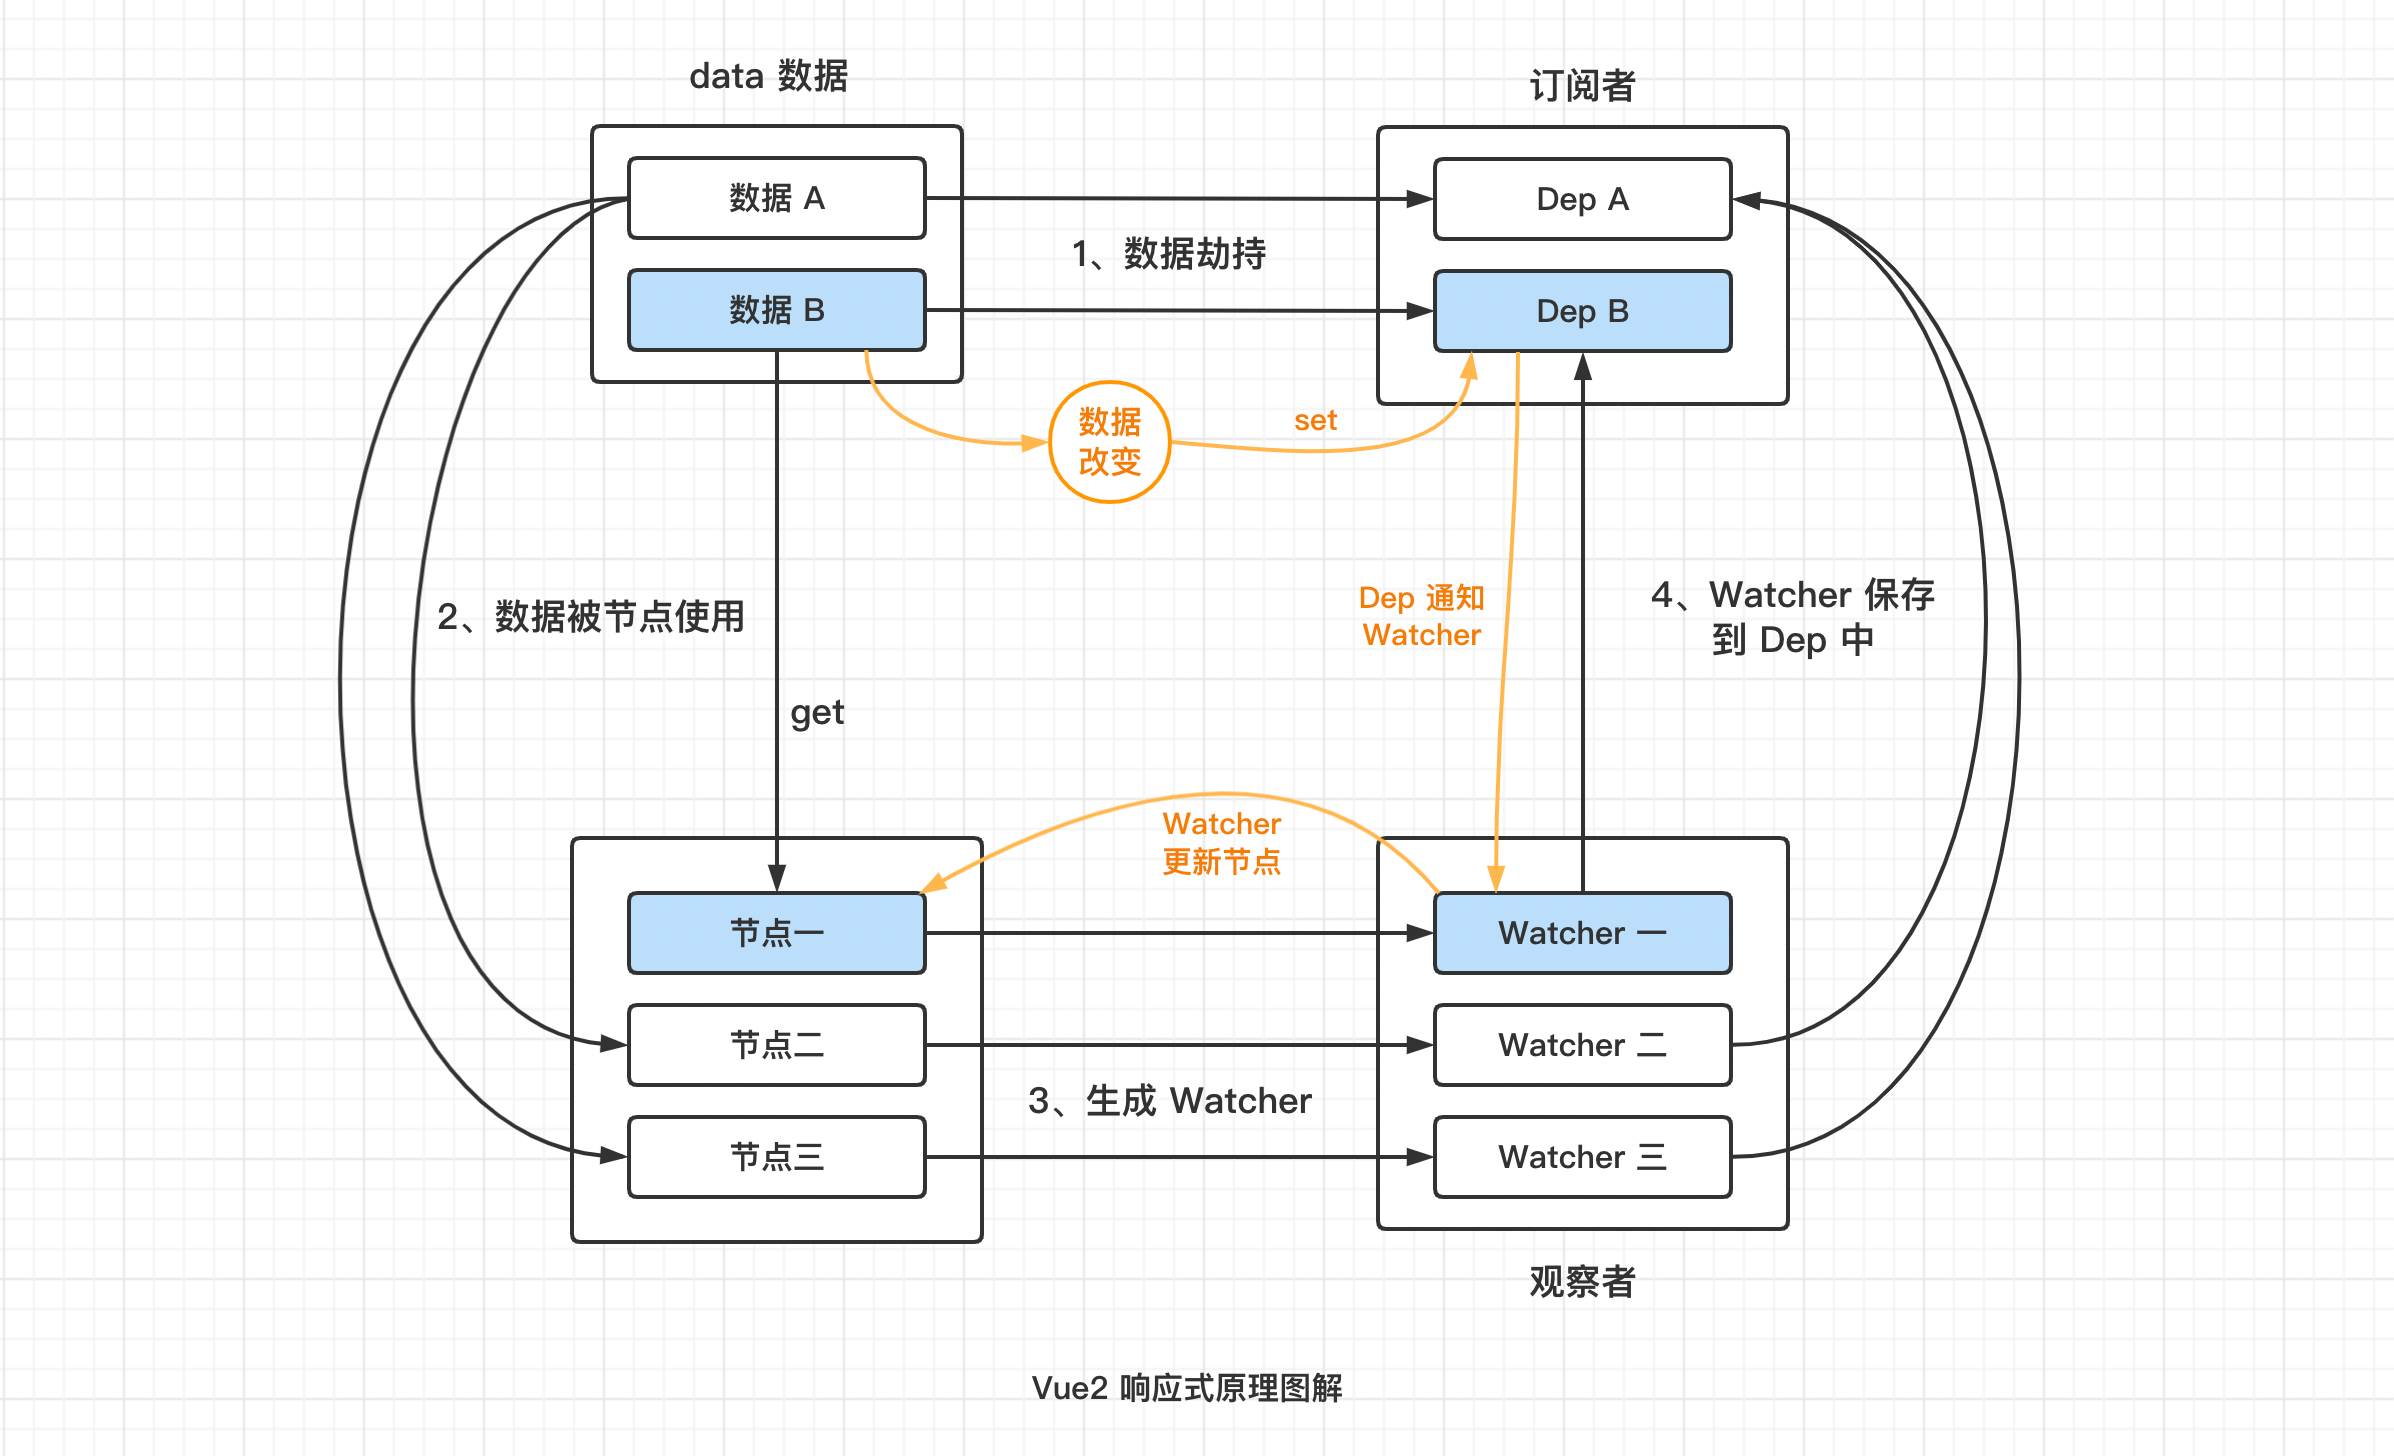 data 数据
订阅者
数据 A
Dep A
1、数据劫持
数据 B
Dep B
数据
改变
set
2、数据被节点使用
Dep 通知
Watcher
4、Watcher 保存
到 Dep 中
get
Watcher
更新节点
节点一
Watcher 一
节点二
Watcher 二
3、生成 Watcher
节点三
Watcher 三
观察者
Vue2 响应式原理图解